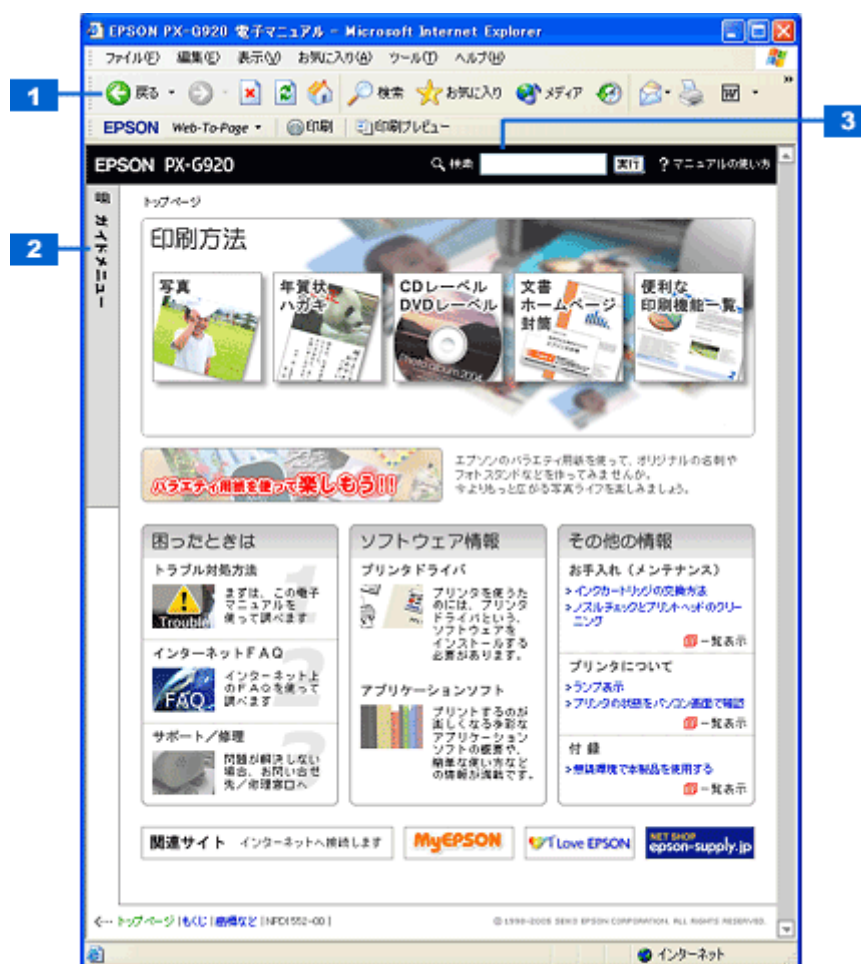 EPSON PX-G920 電子マニュアル - Microsoft Internet Explorer
ファイル(F) 編集(E) 表示(V) お気に入り(A) ツール(T) ヘルプ(H)
1
戻る 検索 お気に入り メディア
»
3
EPSON Web-To-Page 印刷 印刷プレビュー
EPSON PX-G920 検索 実行 ?マニュアルの使い方
2
ガイドメニュー
トップページ
印刷方法
写真
年賀状
ハガキ
CDレーベル
DVDレーベル
Photo album 2004
文書
ホームページ
封筒
便利な
印刷機能一覧
バラエティ用紙を使って楽しもう!!
エプソンのバラエティ用紙を使って、オリジナルの名刺や
フォトスタンドなどを作ってみませんか。
今よりもっと広がる写真ライフを楽しみましょう。
困ったときは
トラブル対処方法
1
Trouble
まずは、この電子
マニュアルを
使って調べます
インターネットFAQ
2
FAQ
インターネット上
のFAQを使って
調べます
サポート/修理
3
問題が解決しない
場合、お問い合せ
先/修理窓口へ
ソフトウェア情報
プリンタドライバ
プリンタを使うた
めには、プリンタ
ドライバという、
ソフトウェアを
インストールする
必要があります。
アプリケーションソフト
プリントするのが
楽しくなる多彩な
アプリケーション
ソフトの概要や、
簡単な使い方など
の情報が満載です。
その他の情報
お手入れ(メンテナンス)
>インクカートリッジの交換方法
>ノズルチェックとプリントヘッドのクリー
ニング
一覧表示
プリンタについて
>ランプ表示
>プリンタの状態をパソコン画面で確認
一覧表示
付 録
>無線環境で本製品を使用する
一覧表示
関連サイト インターネットへ接続します
MyEPSON
I Love EPSON
NET SHOP
epson-supply.jp
←… トップページ |もくじ |商標など |NPD1552-00 |
© 1998-2005 SEIKO EPSON CORPORATION. ALL RIGHTS RESERVED.
インターネット